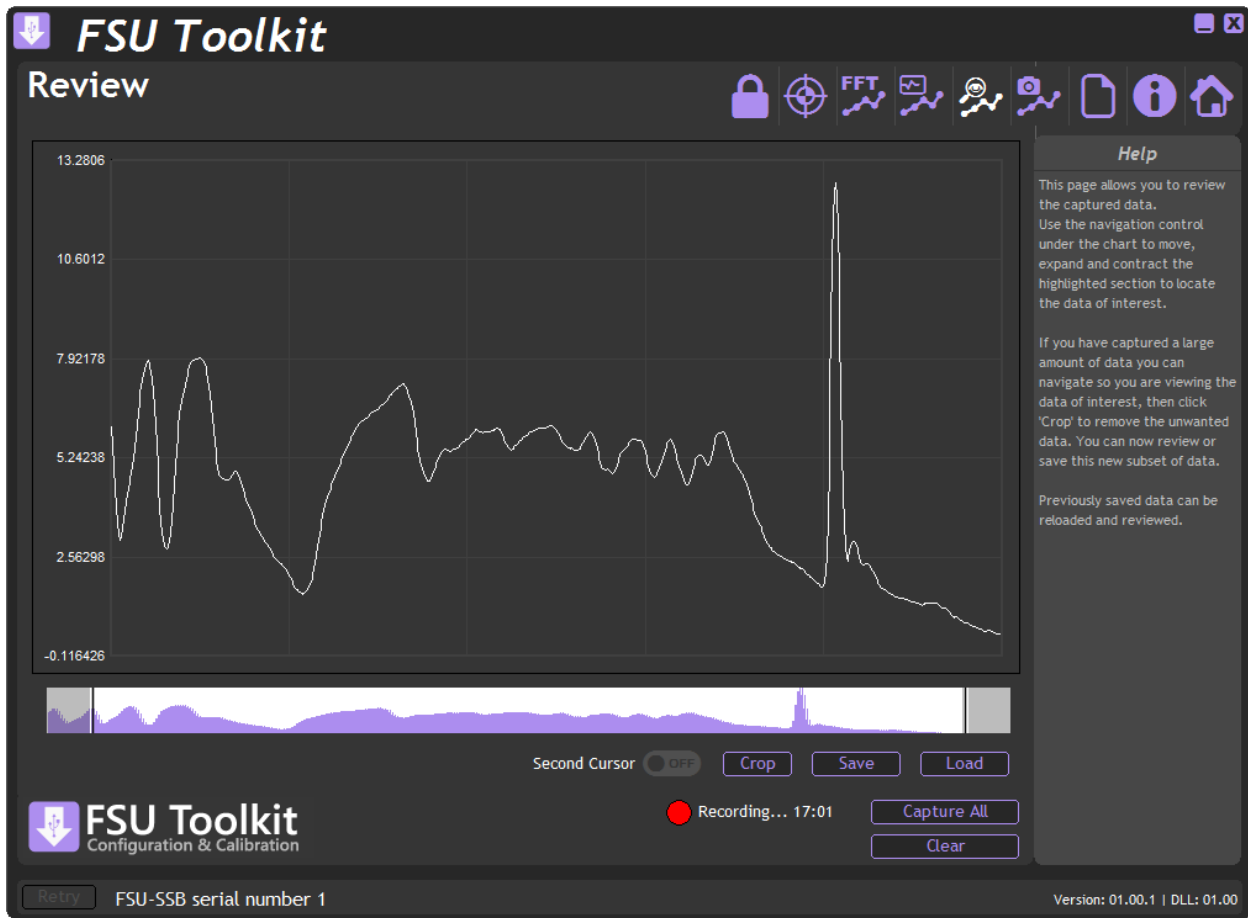 FSU Toolkit
Review
FFT
Help
This page allows you to review
the captured data.
Use the navigation control
under the chart to move,
expand and contract the
highlighted section to locate
the data of interest.
If you have captured a large
amount of data you can
navigate so you are viewing the
data of interest, then click
'Crop' to remove the unwanted
data. You can now review or
save this new subset of data.
Previously saved data can be
reloaded and reviewed.
13.2806
10.6012
7.92178
5.24238
2.56298
-0.116426
Second Cursor OFF Crop Save Load
Recording... 17:01 Capture All
Clear
FSU Toolkit
Configuration & Calibration
Retry FSU-SSB serial number 1 Version: 01.00.1 | DLL: 01.00